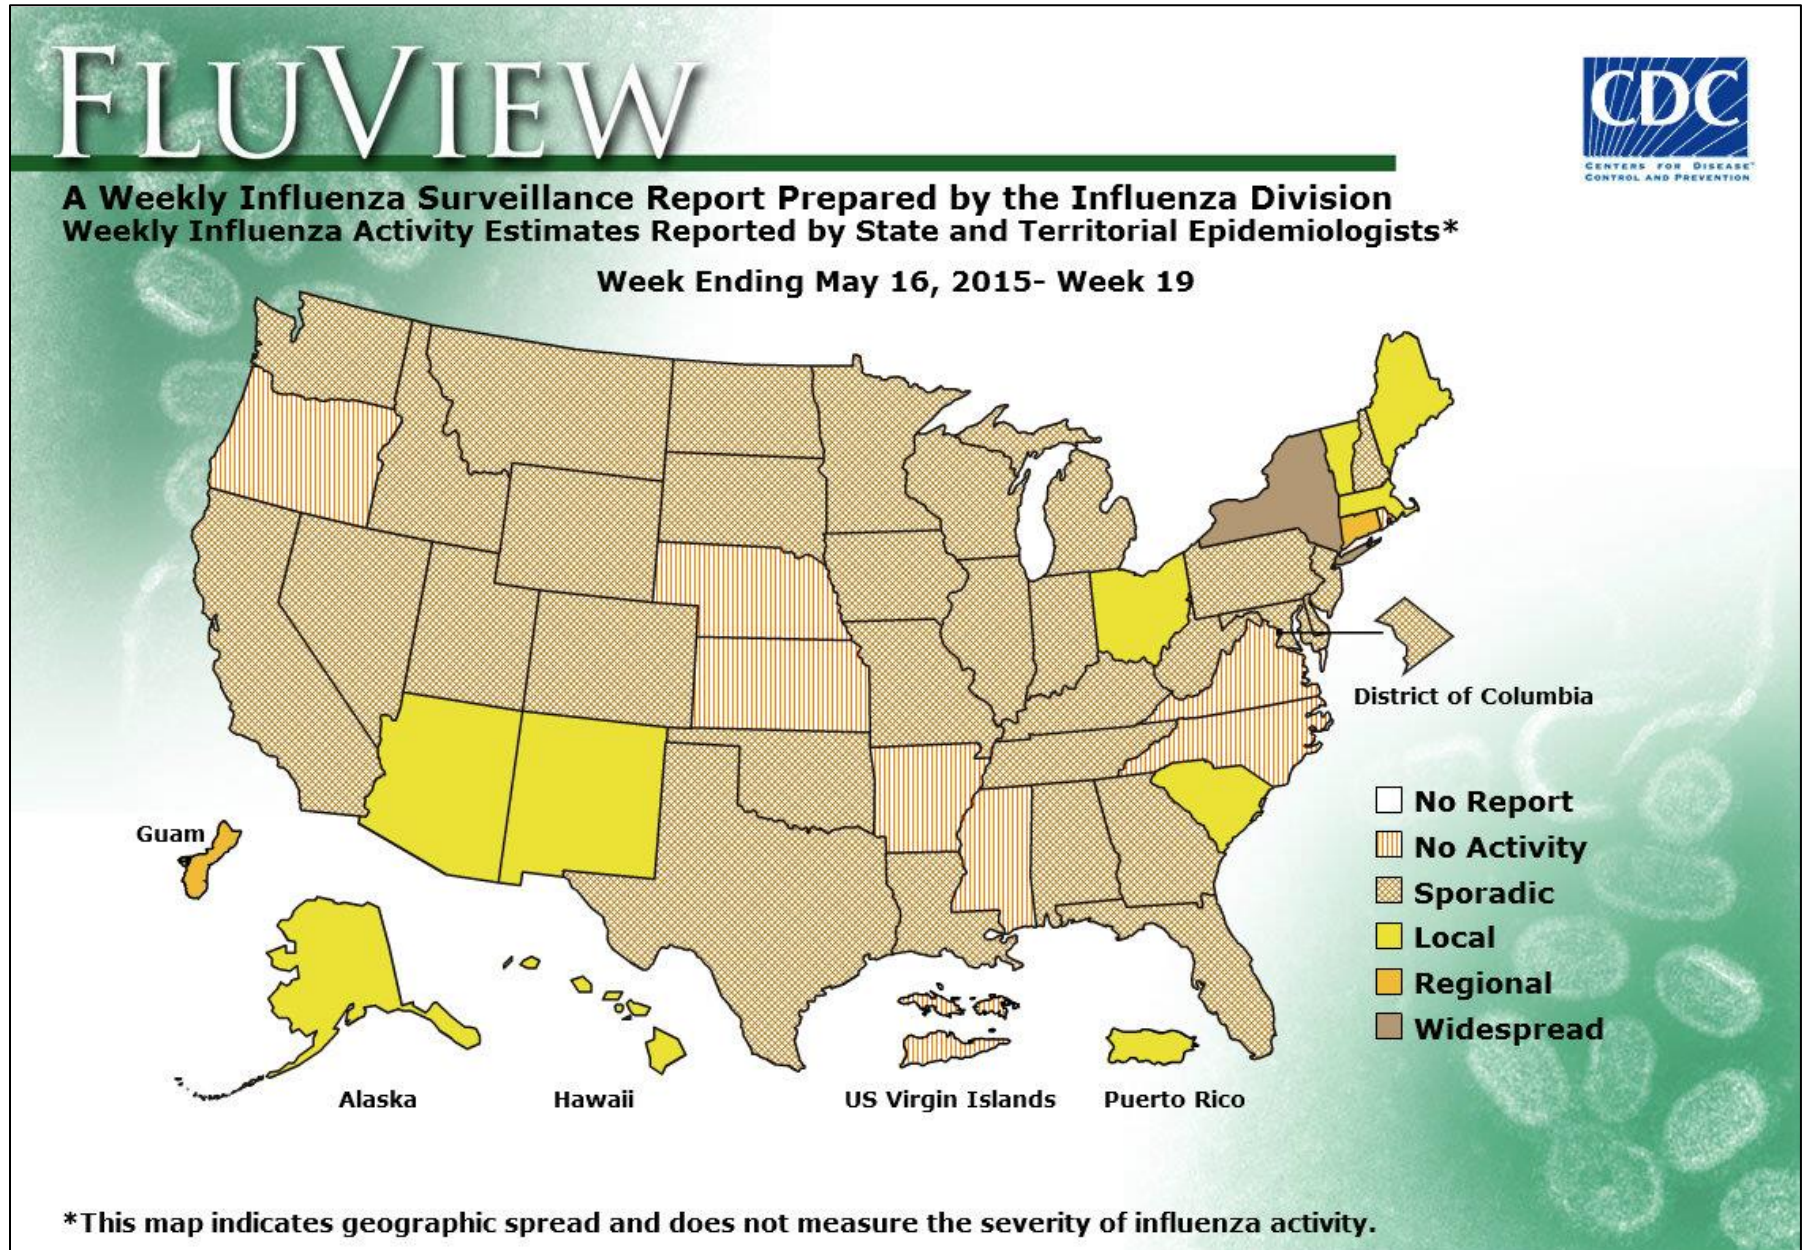 FLUVIEW
CDC
CENTERS FOR DISEASE
CONTROL AND PREVENTION
A Weekly Influenza Surveillance Report Prepared by the Influenza Division
Weekly Influenza Activity Estimates Reported by State and Territorial Epidemiologists*
Week Ending May 16, 2015- Week 19
District of Columbia
No Report
Guam
No Activity
Sporadic
Local
Regional
Widespread
Alaska
Hawaii
US Virgin Islands
Puerto Rico
*This map indicates geographic spread and does not measure the severity of influenza activity.